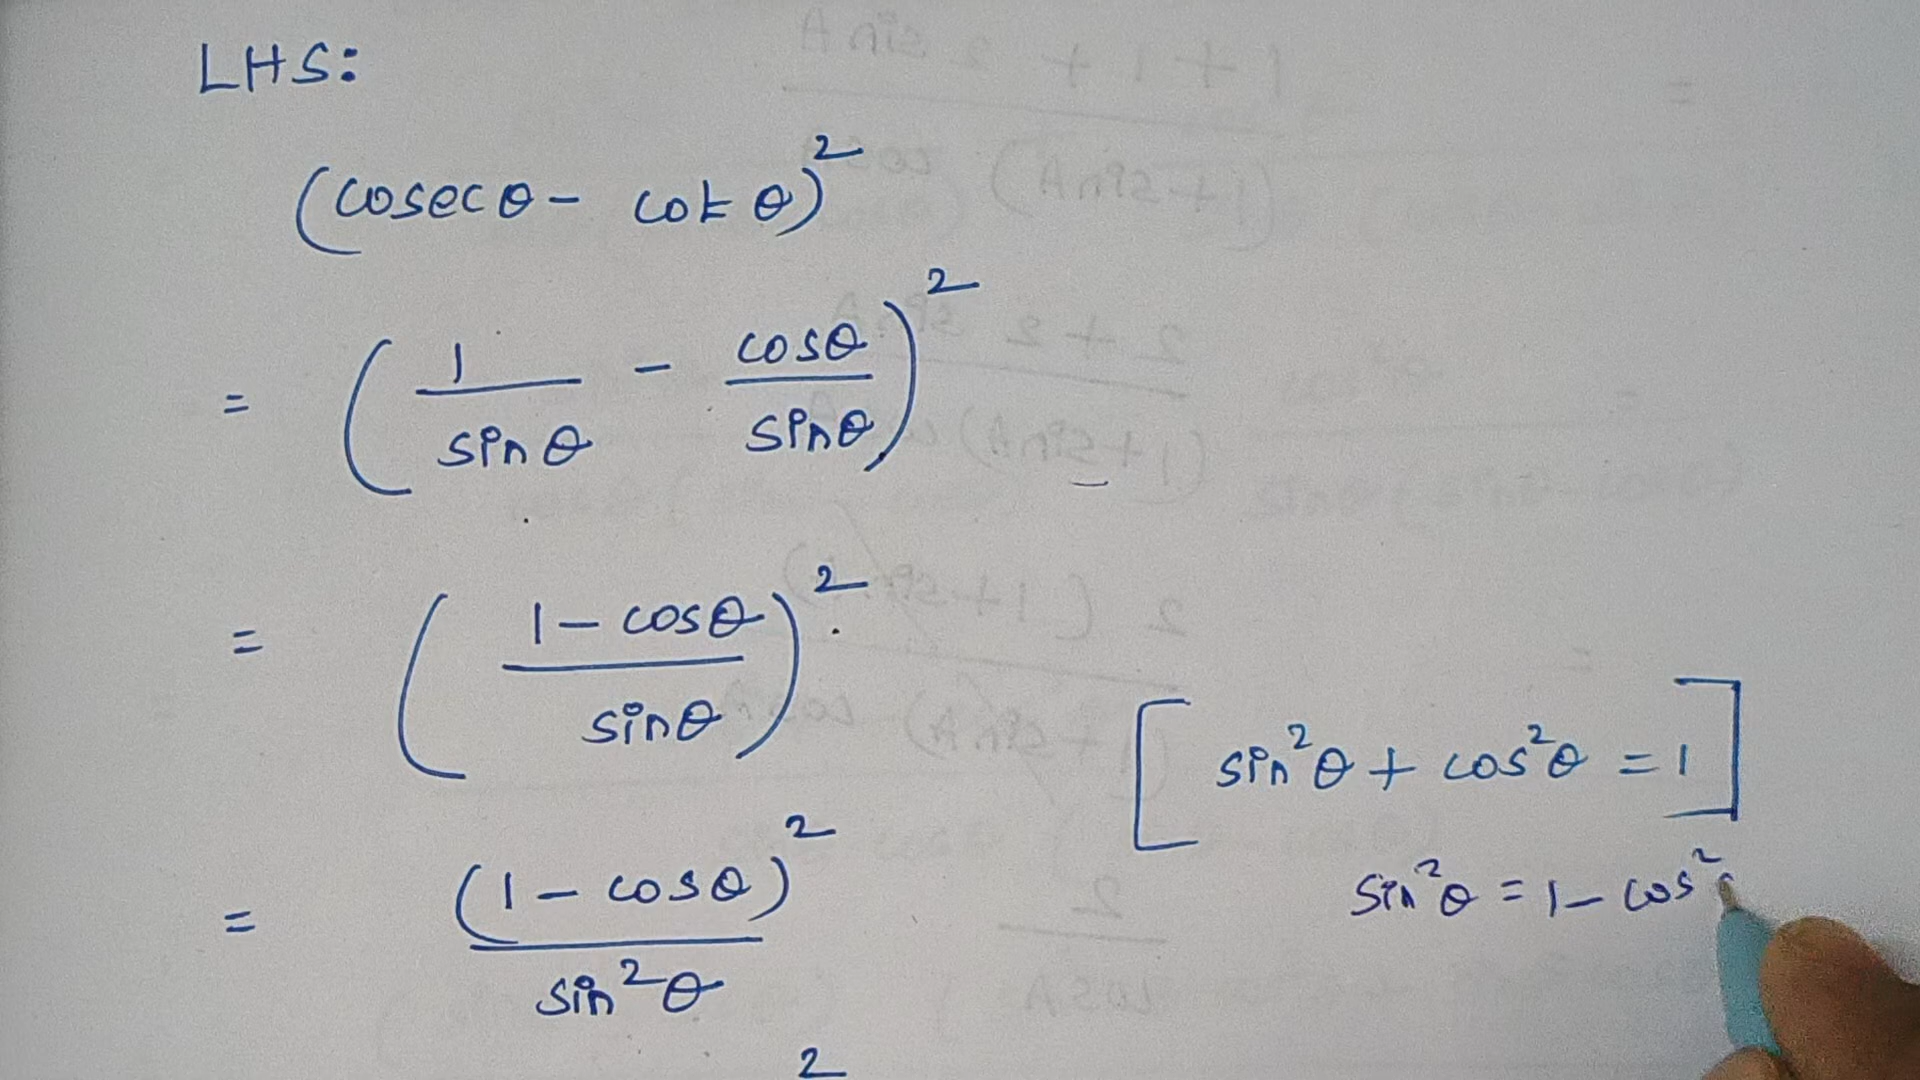 LHS:
(cosecθ - cotθ)²
= (1/sinθ - cosθ/sinθ)²
= (1 - cosθ/sinθ)²
[sin²θ + cos²θ = 1]
= (1 - cosθ)²/sin²θ
sin²θ = 1 - cos²
2